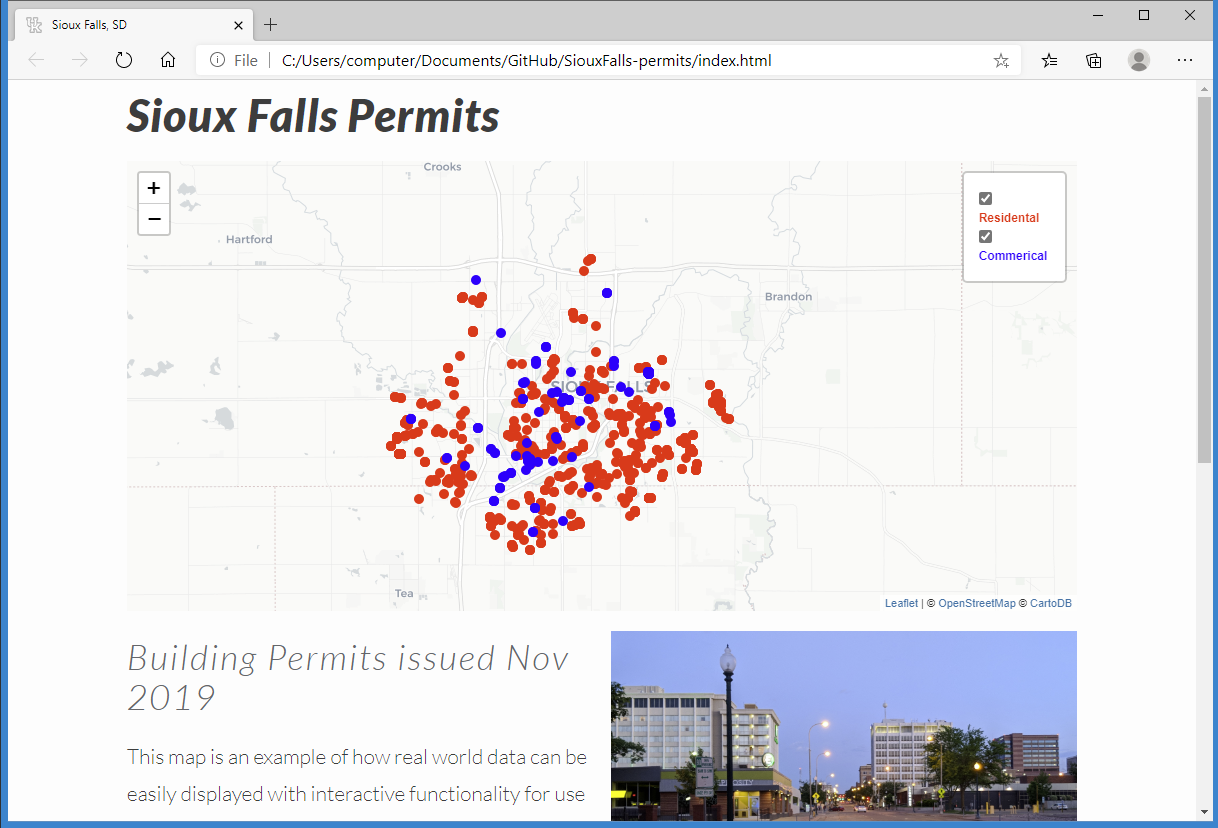 Sioux Falls, SD
File
C:/Users/computer/Documents/GitHub/SiouxFalls-permits/index.html
Sioux Falls Permits
Crooks
+
−
Hartford
Residental
Commerical
Brandon
SIOUX FALLS
Tea
Leaflet | © OpenStreetMap © CartoDB
Building Permits issued Nov
2019
This map is an example of how real world data can be
easily displayed with interactive functionality for use